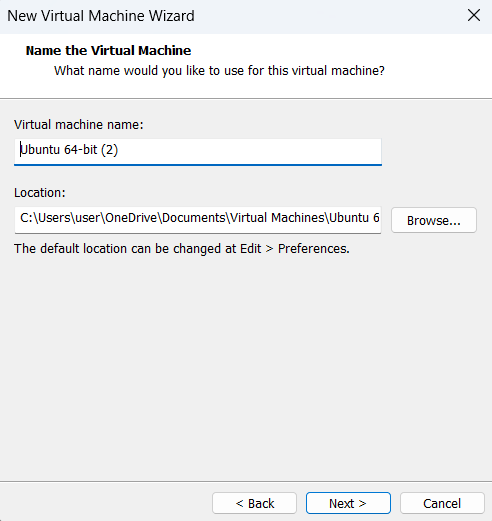 New Virtual Machine Wizard
Name the Virtual Machine
What name would you like to use for this virtual machine?
Virtual machine name:
Ubuntu 64-bit (2)
Location:
C:\Users\user\OneDrive\Documents\Virtual Machines\Ubuntu 6
Browse...
The default location can be changed at Edit > Preferences.
< Back
Next >
Cancel